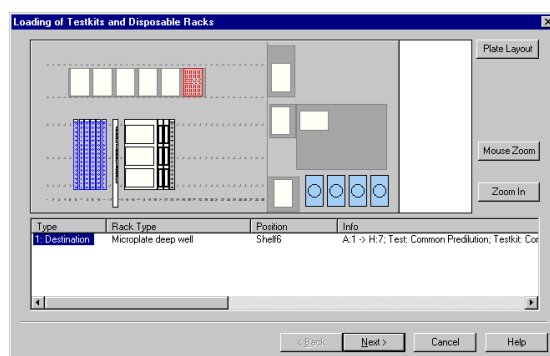 Loading of Testkits and Disposable Racks
Plate Layout
Mouse Zoom
Zoom In
Type Rack Type Position Info
1: Destination Microplate deep well Shelf6 A:1 -> H:7; Test: Common Predilution; Testkit: Cor
< Back Next > Cancel Help